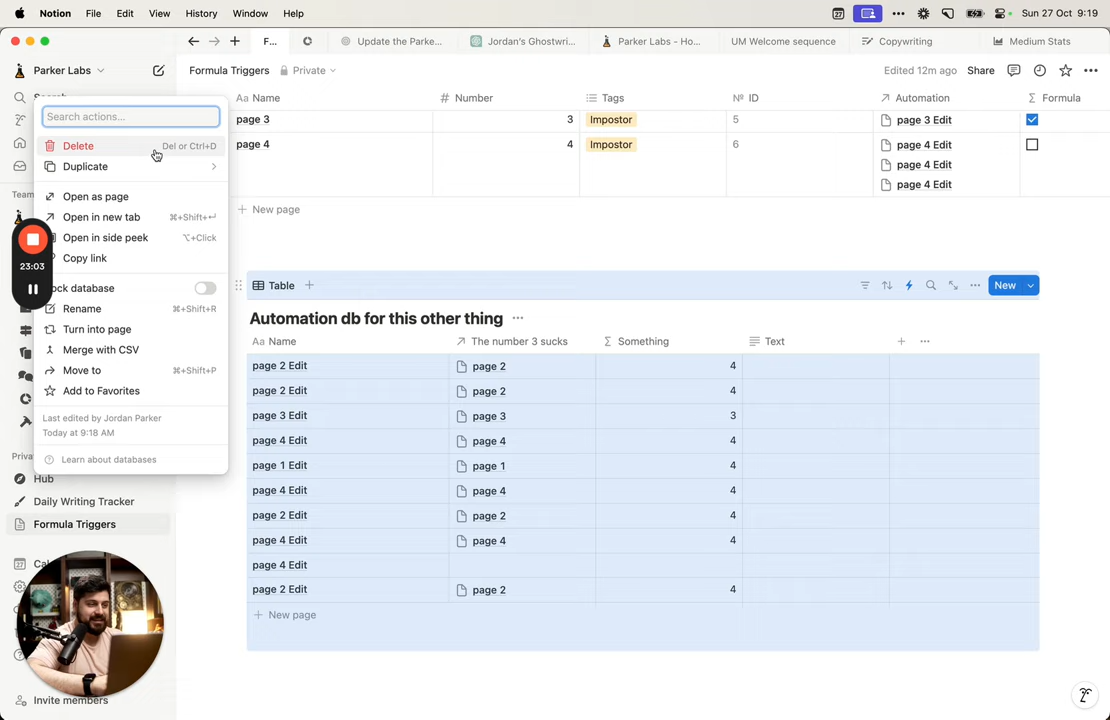 Notion File Edit View History Window Help
27 Sun 27 Oct 9:19
F... Update the Parke... Jordan's Ghostwri... Parker Labs - Ho... UM Welcome sequence Copywriting Medium Stats
Parker Labs
Formula Triggers Private Edited 12m ago Share
Aa Name Number Tags Nº ID Automation Σ Formula
page 3 3 Impostor 5 page 3 Edit
page 4 4 Impostor 6 page 4 Edit
page 4 Edit
page 4 Edit
+ New page
Search actions...
Delete Del or Ctrl+D
Duplicate
Open as page
Open in new tab ⌘+Shift+↵
Open in side peek ⌥+Click
Copy link
ock database
Rename ⌘+Shift+R
Turn into page
Merge with CSV
Move to ⌘+Shift+P
Add to Favorites
Last edited by Jordan Parker
Today at 9:18 AM
Learn about databases
Team
23:03
Priva
Hub
Daily Writing Tracker
Formula Triggers
27 Ca
Invite members
Table + New
Automation db for this other thing ...
Aa Name The number 3 sucks Σ Something Text + ...
page 2 Edit page 2 4
page 2 Edit page 2 4
page 3 Edit page 3 3
page 4 Edit page 4 4
page 1 Edit page 1 4
page 4 Edit page 4 4
page 2 Edit page 2 4
page 4 Edit page 4 4
page 4 Edit
page 2 Edit page 2 4
+ New page